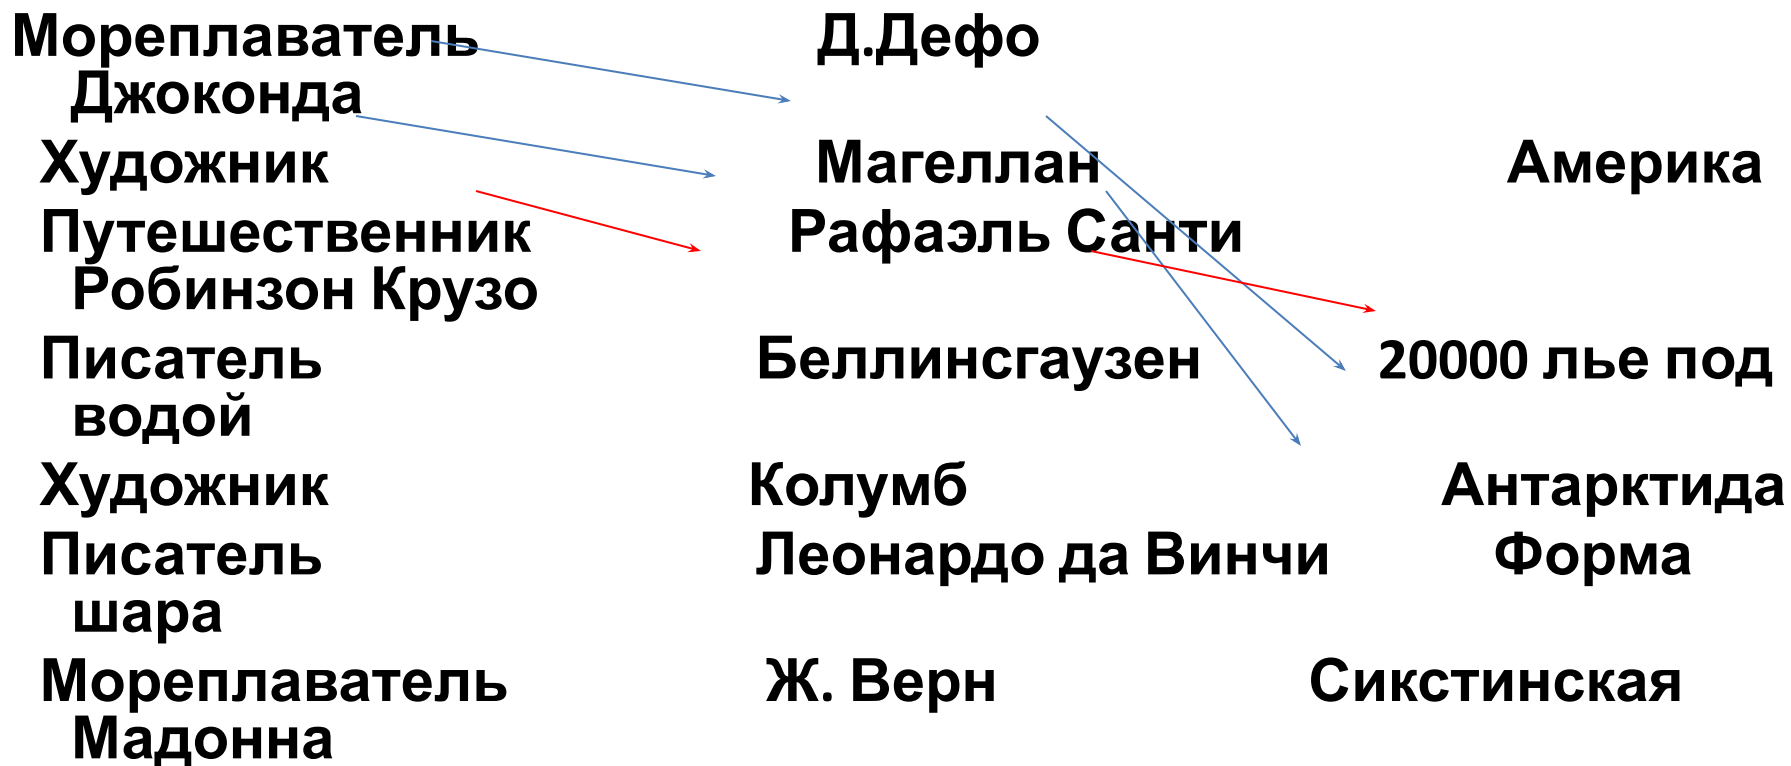 Мореплаватель Д.Дефо
Джоконда
Художник Магеллан Америка
Путешественник Рафаэль Санти
Робинзон Крузо
Писатель Беллинсгаузен 20000 лье под
водой
Художник Колумб Антарктида
Писатель Леонардо да Винчи Форма
шара
Мореплаватель Ж. Верн Сикстинская
Мадонна